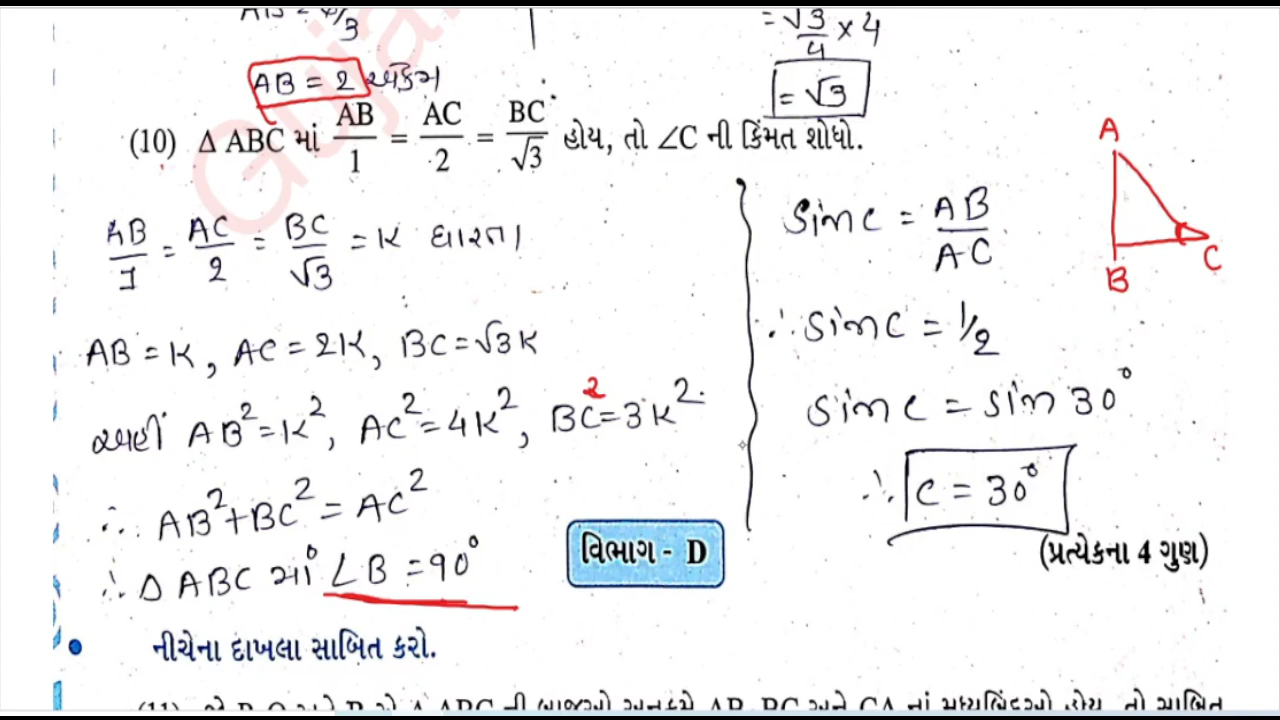 AB = 2 એકમ
= √3/4 × 4
= √3
(10) Δ ABC માં AB/1 = AC/2 = BC/√3 હોય, તો ∠C ની કિંમત શોધો.
AB/1 = AC/2 = BC/√3 = K ધારતા
AB = K, AC = 2K, BC = √3K
અહીં AB² = K², AC² = 4K², BC² = 3K².
∴ AB² + BC² = AC²
∴ Δ ABC માં ∠B = 90°
sin C = AB/AC
∴ sin C = 1/2
sin C = sin 30°
∴ C = 30°
A
B
C
વિભાગ - D
(પ્રત્યેકના 4 ગુણ)
• નીચેના દાખલા સાબિત કરો.